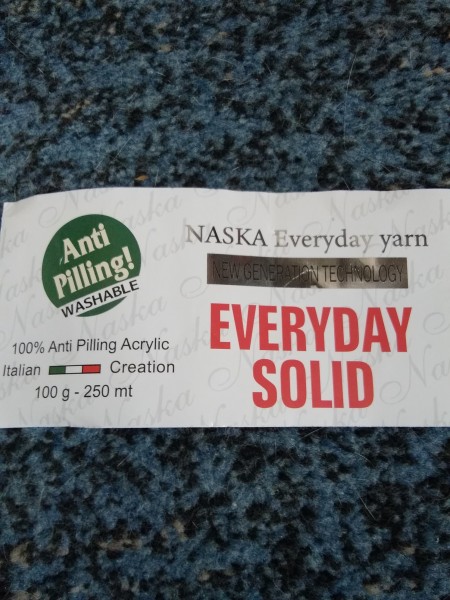 Anti
Pilling!
WASHABLE
100% Anti Pilling Acrylic
Italian Creation
100 g - 250 mt
NASKA Everyday yarn
NEW GENERATION TECHNOLOGY
EVERYDAY
SOLID